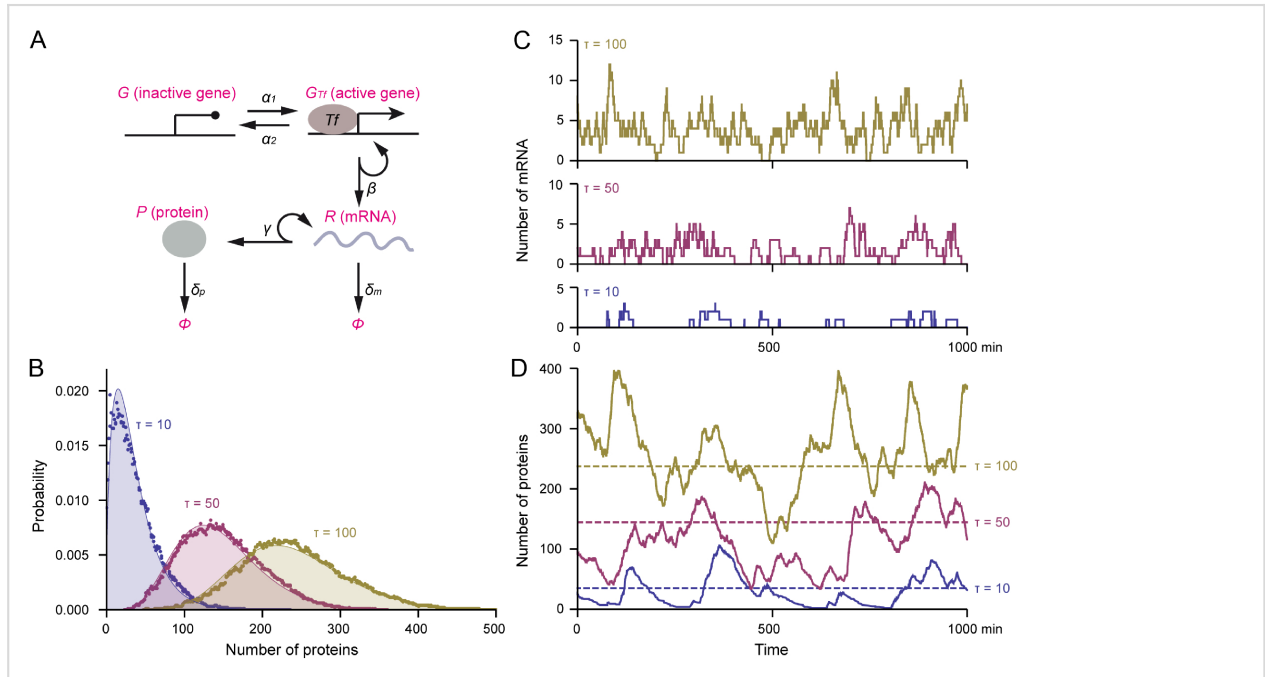 A
G (inactive gene)
α1
α2
GTf (active gene)
Tf
β
P (protein)
γ
R (mRNA)
δp
δm
Φ
Φ
B
Probability
0.020
0.015
0.010
0.005
0.000
τ = 10
τ = 50
τ = 100
0
100
200
300
400
500
Number of proteins
C
Number of mRNA
15
10
5
0
τ = 100
10
5
0
τ = 50
5
0
τ = 10
0
500
1000 min
D
Number of proteins
400
300
200
100
0
τ = 100
τ = 50
τ = 10
0
500
1000 min
Time